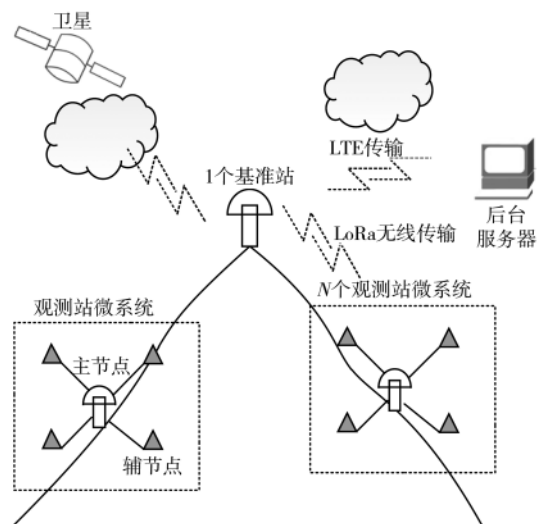 卫星
LTE传输
1个基准站
后台
服务器
LoRa无线传输
观测站微系统
N个观测站微系统
主节点
辅节点